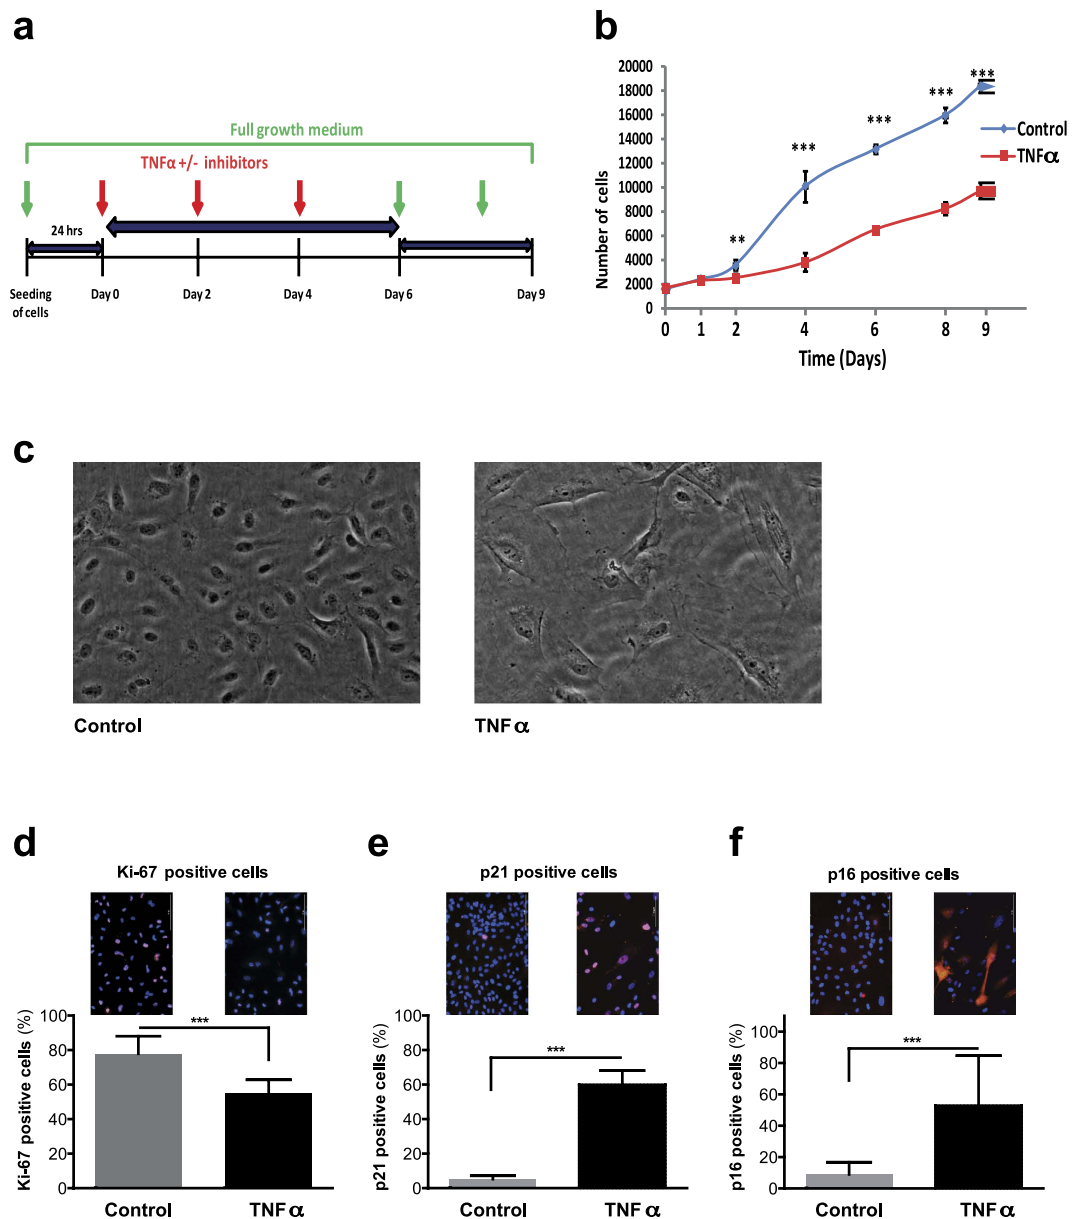 a
Full growth medium
TNFα +/- inhibitors
24 hrs
Seeding of cells
Day 0
Day 2
Day 4
Day 6
Day 9
b
Number of cells
20000
18000
16000
14000
12000
10000
8000
6000
4000
2000
0
**
***
***
***
***
Control
TNFα
0 1 2 4 6 8 9
Time (Days)
c
Control
TNF α
d
Ki-67 positive cells
Ki-67 positive cells (%)
100
80
60
40
20
0
***
Control
TNF α
e
p21 positive cells
p21 positive cells (%)
100
80
60
40
20
0
***
Control
TNF α
f
p16 positive cells
p16 positive cells (%)
100
80
60
40
20
0
***
Control
TNF α